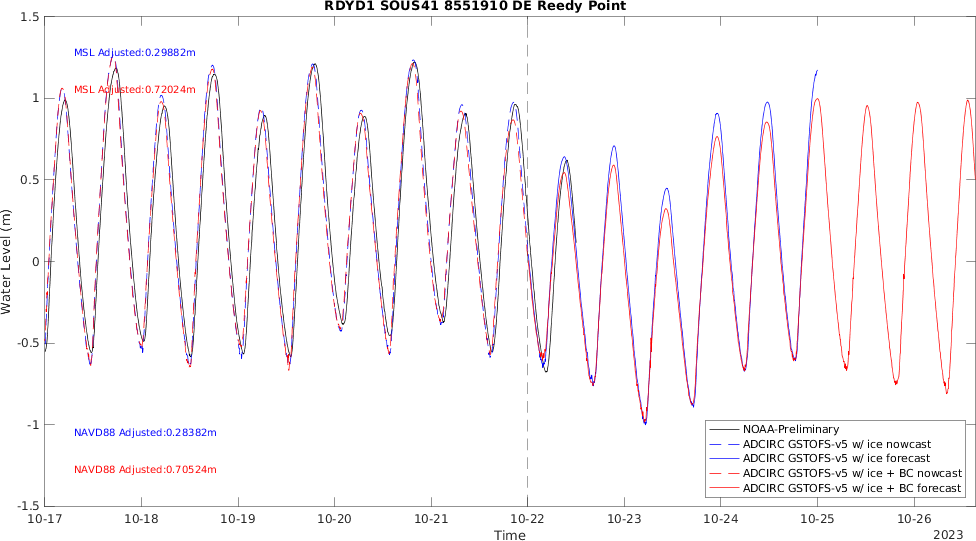 RDYD1 SOUS41 8551910 DE Reedy Point
1.5
MSL Adjusted:0.29882m
MSL Adjusted:0.72024m
1
0.5
0
-0.5
-1
-1.5
Water Level (m)
NAVD88 Adjusted:0.28382m
NAVD88 Adjusted:0.70524m
NOAA-Preliminary
ADCIRC GSTOFS-v5 w/ ice nowcast
ADCIRC GSTOFS-v5 w/ ice forecast
ADCIRC GSTOFS-v5 w/ ice + BC nowcast
ADCIRC GSTOFS-v5 w/ ice + BC forecast
10-17 10-18 10-19 10-20 10-21 10-22 10-23 10-24 10-25 10-26
Time
2023